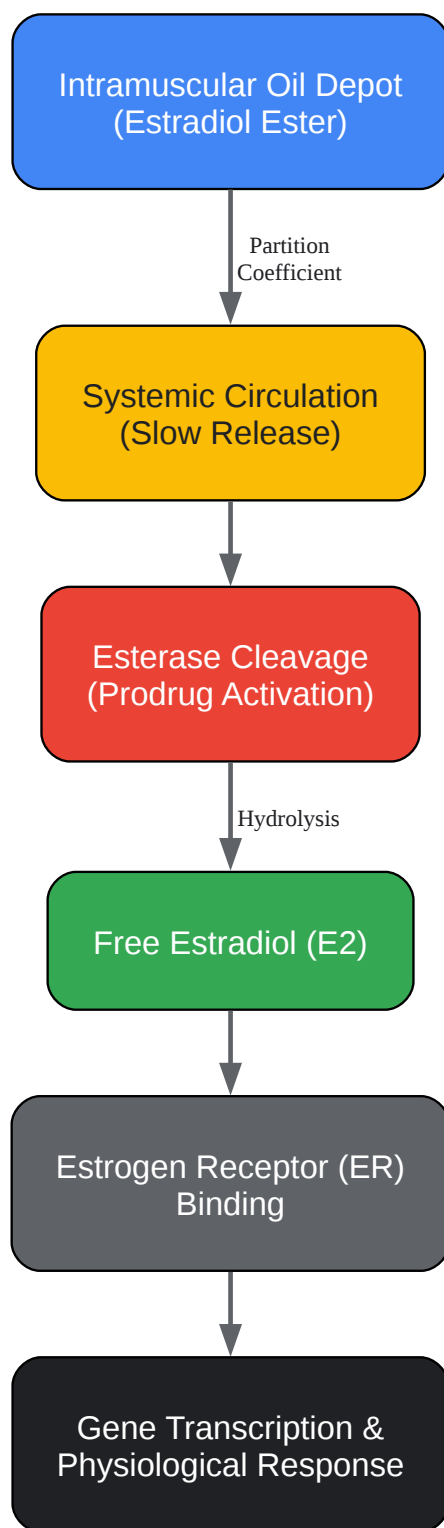 Intramuscular Oil Depot
(Estradiol Ester)
Partition
Coefficient
Systemic Circulation
(Slow Release)
Esterase Cleavage
(Prodrug Activation)
Hydrolysis
Free Estradiol (E2)
Estrogen Receptor (ER)
Binding
Gene Transcription &
Physiological Response